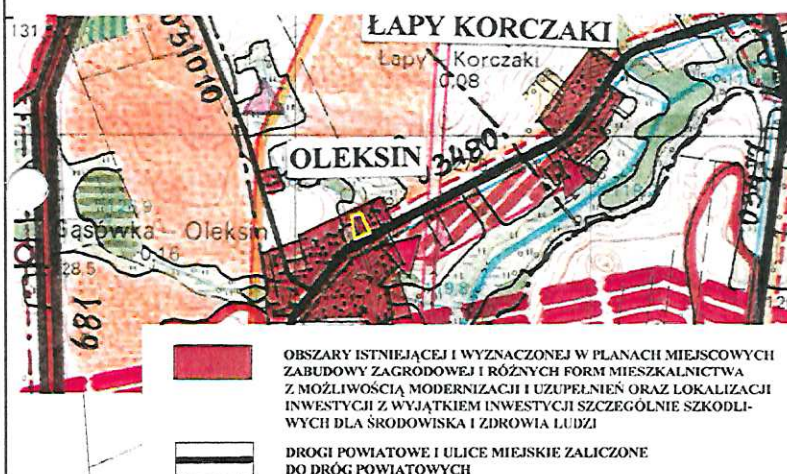 131
ŁAPY KORCZAKI
Łapy Korczaki
0.08
031010
OLEKSIN
3480
Gąsówka Oleksin
0.16
128.5
681
OBSZARY ISTNIEJĄCEJ I WYZNACZONEJ W PLANACH MIEJSCOWYCH
ZABUDOWY ZAGRODOWEJ I RÓŻNYCH FORM MIESZKALNICTWA
Z MOŻLIWOŚCIĄ MODERNIZACJI I UZUPEŁNIEŃ ORAZ LOKALIZACJI
INWESTYCJI Z WYJĄTKIEM INWESTYCJI SZCZEGÓLNIE SZKODLI-
WYCH DLA ŚRODOWISKA I ZDROWIA LUDZI
DROGI POWIATOWE I ULICE MIEJSKIE ZALICZONE
DO DRÓG POWIATOWYCH